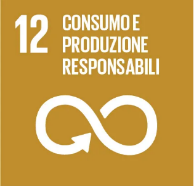 12 CONSUMO E
PRODUZIONE
RESPONSABILI